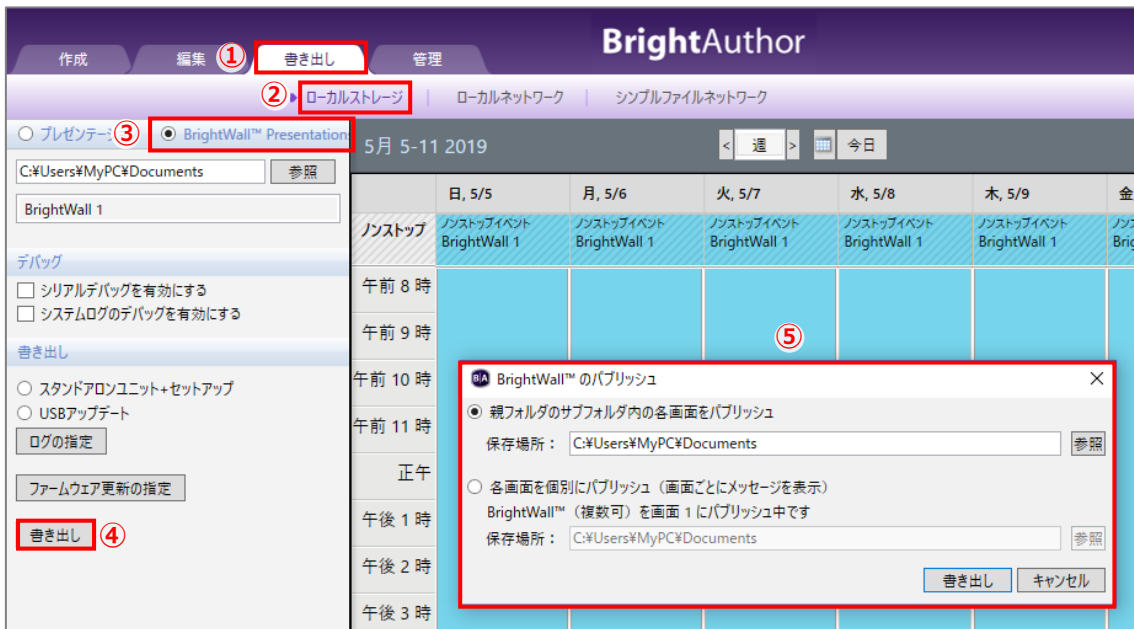 BrightAuthor
作成 編集 ① 書き出し 管理
② ローカルストレージ ローカルネットワーク シンプルファイルネットワーク
プレゼンテーシ ③ BrightWall™ Presentations
5月 5-11 2019 < 週 > 今日
C:¥Users¥MyPC¥Documents 参照
BrightWall 1
日, 5/5 月, 5/6 火, 5/7 水, 5/8 木, 5/9 金
ノンストップ ノンストップイベント ノンストップイベント ノンストップイベント ノンストップイベント ノンストップイベント
BrightWall 1 BrightWall 1 BrightWall 1 BrightWall 1 BrightWall 1
デバッグ
シリアルデバッグを有効にする
システムログのデバッグを有効にする
書き出し
スタンドアロンユニット+セットアップ
USBアップデート
ログの指定
ファームウェア更新の指定
書き出し ④
午前 8 時
午前 9 時
午前 10 時
午前 11 時
正午
午後 1 時
午後 2 時
午後 3 時
⑤
B|A BrightWall™ のパブリッシュ
親フォルダのサブフォルダ内の各画面をパブリッシュ
保存場所： C:¥Users¥MyPC¥Documents 参照
各画面を個別にパブリッシュ（画面ごとにメッセージを表示）
BrightWall™（複数可）を画面 1 にパブリッシュ中です
保存場所： C:¥Users¥MyPC¥Documents 参照
書き出し キャンセル